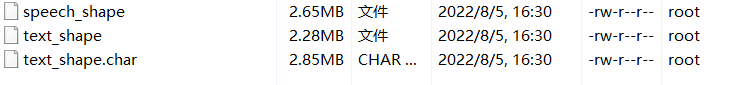 speech_shape 2.65MB 文件 2022/8/5, 16:30 -rw-r--r-- root
text_shape 2.28MB 文件 2022/8/5, 16:30 -rw-r--r-- root
text_shape.char 2.85MB CHAR ... 2022/8/5, 16:30 -rw-r--r-- root